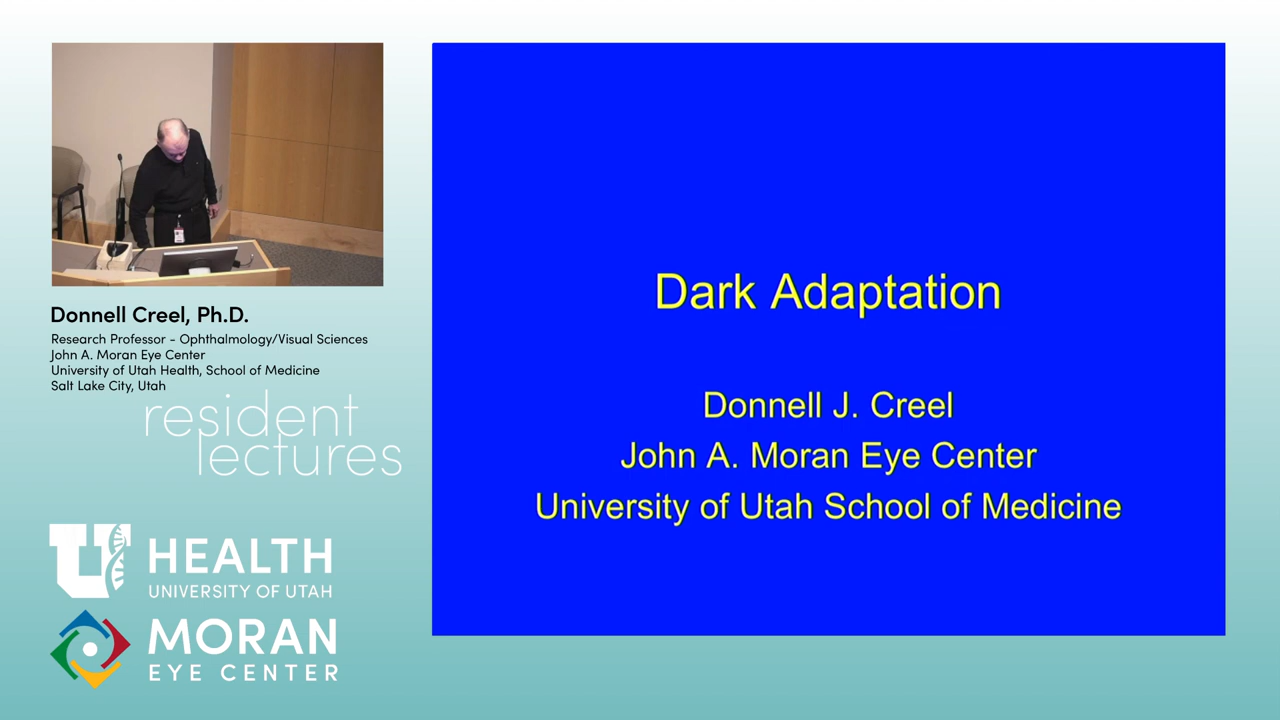 Donnell Creel, Ph.D.
Research Professor - Ophthalmology/Visual Sciences
John A. Moran Eye Center
University of Utah Health, School of Medicine
Salt Lake City, Utah
resident
lectures
U HEALTH
UNIVERSITY OF UTAH
MORAN
EYE CENTER
Dark Adaptation
Donnell J. Creel
John A. Moran Eye Center
University of Utah School of Medicine